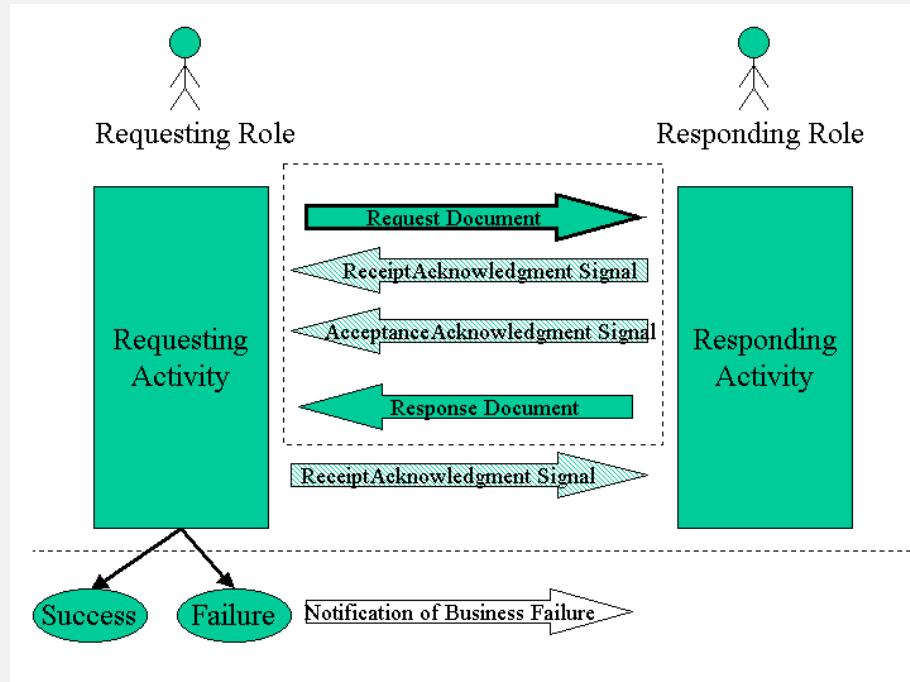 Requesting Role
Responding Role
Request Document
ReceiptAcknowledgment Signal
AcceptanceAcknowledgment Signal
Requesting
Activity
Responding
Activity
Response Document
ReceiptAcknowledgment Signal
Success
Failure
Notification of Business Failure